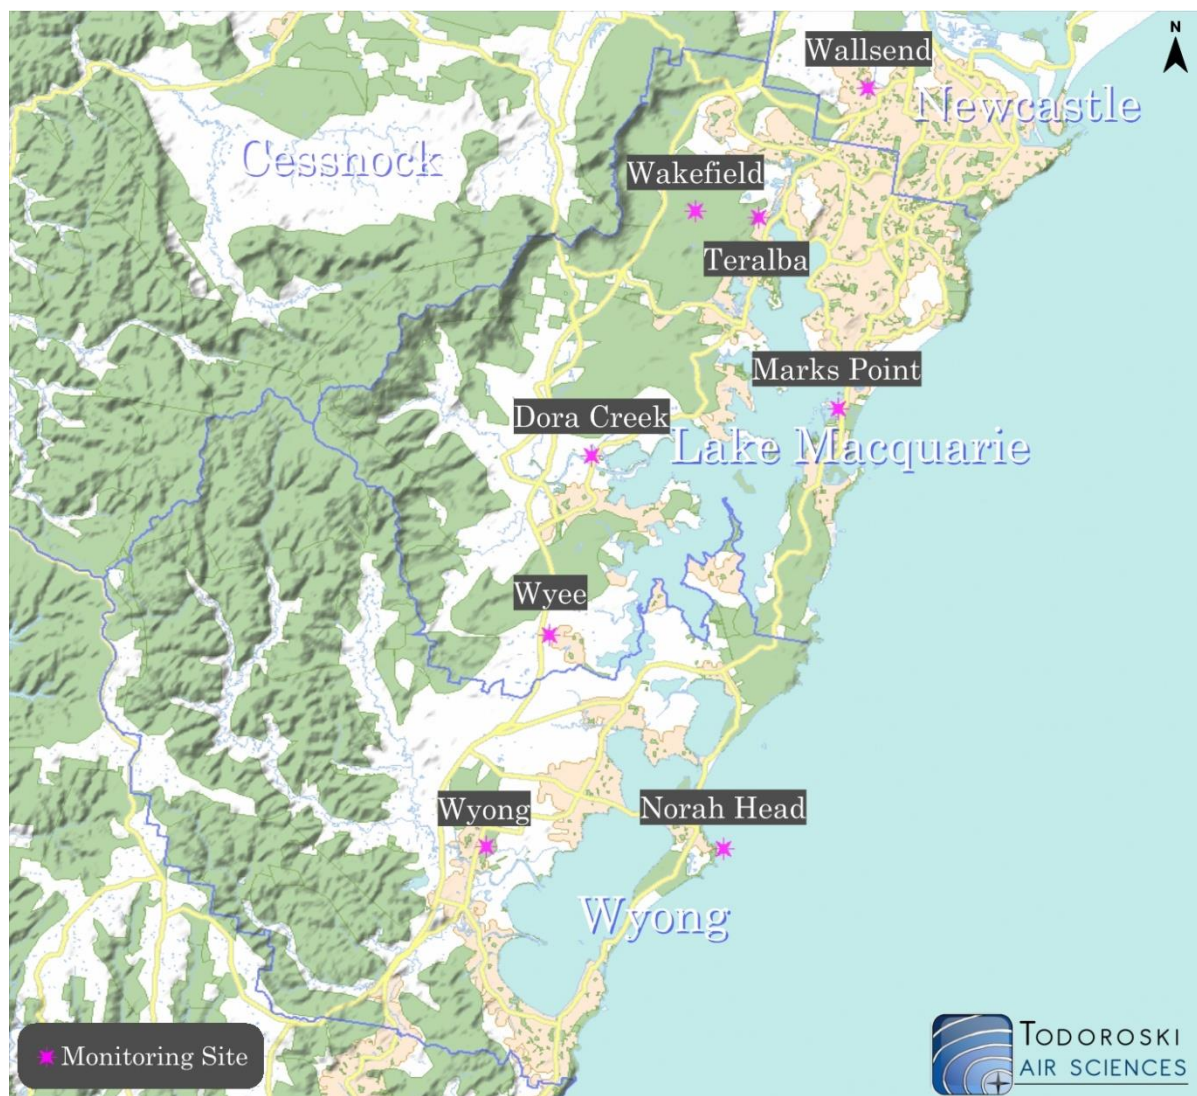 N
Wallsend
Newcastle
Cessnock
Wakefield
Teralba
Marks Point
Dora Creek
Lake Macquarie
Wyee
Wyong
Norah Head
Wyong
Monitoring Site
TODOROSKI
AIR SCIENCES